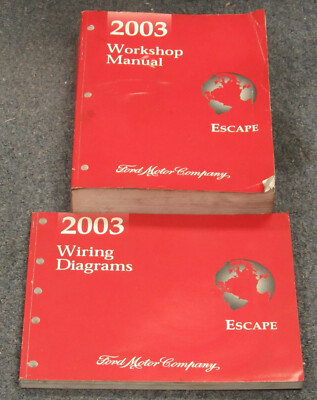 2003
Workshop
Manual
ESCAPE
Ford Motor Company,
2003
Wiring
Diagrams
ESCAPE
Ford Motor Company,